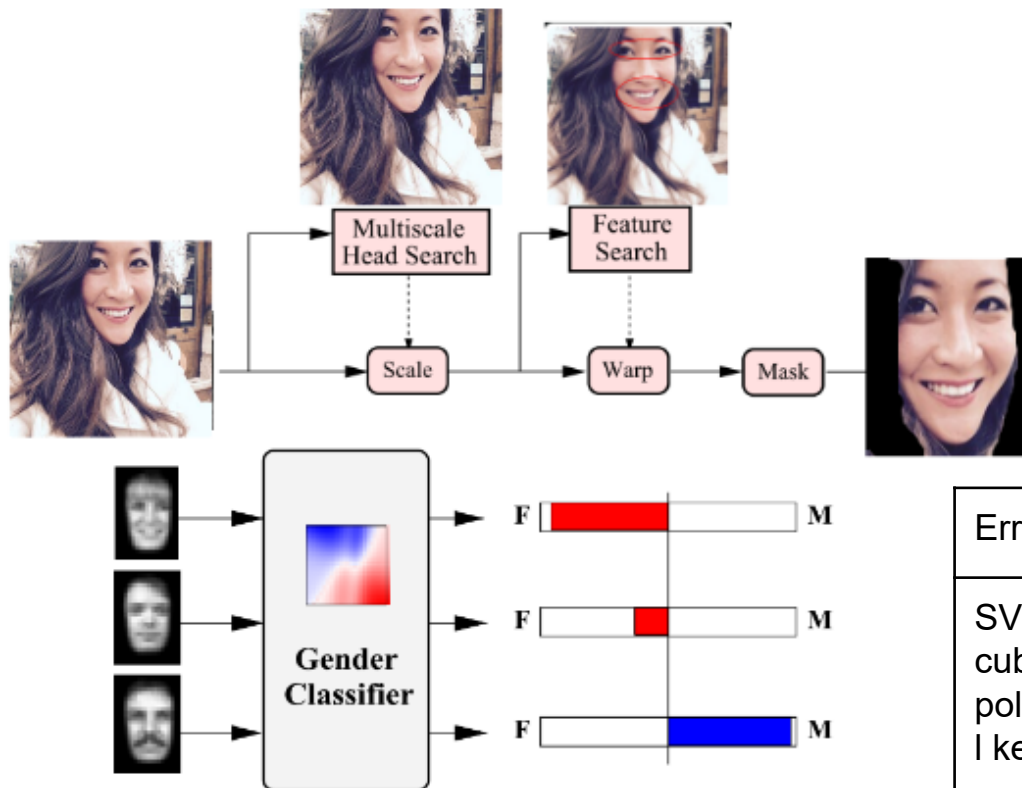 Multiscale
Head Search
Feature
Search
Scale
Warp
Mask
F M
F M
Gender
Classifier
F M
Err
SV
cub
pol
l ke